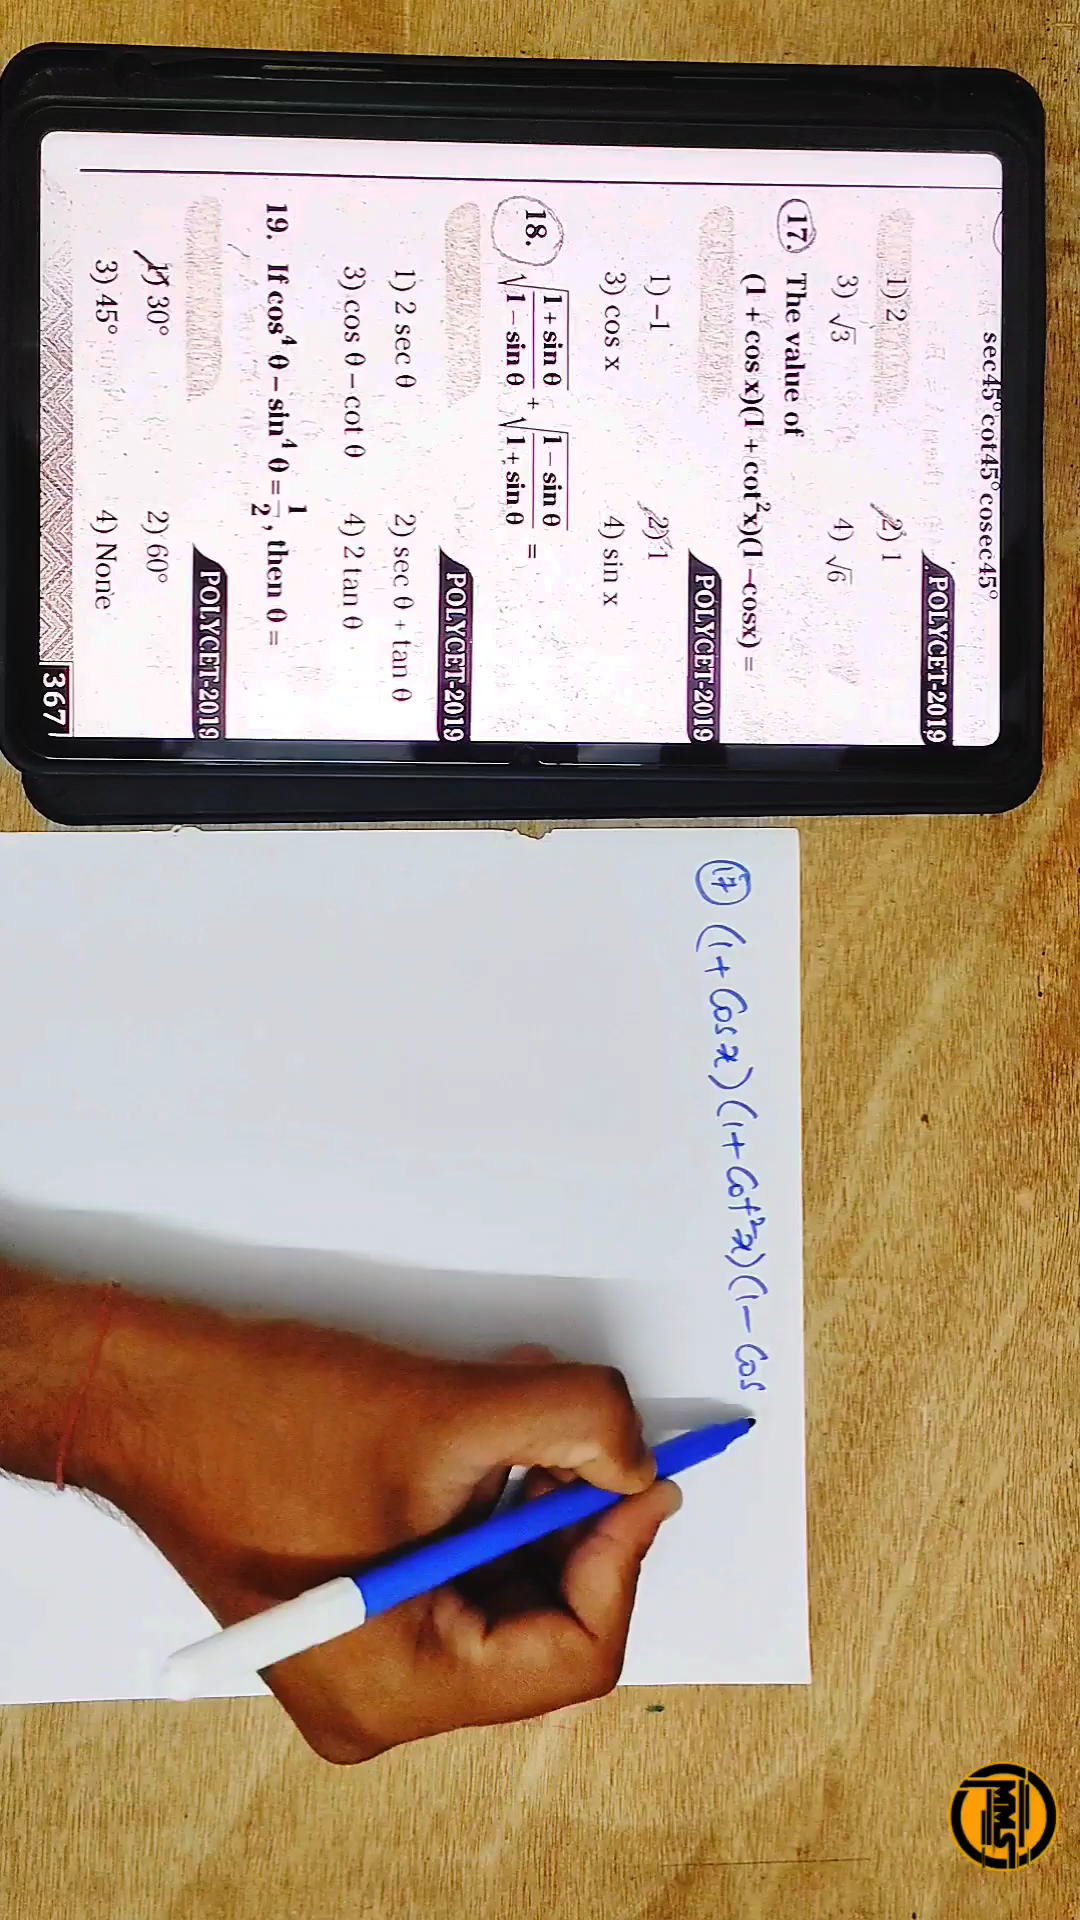 sec45° cot45° cosec45°
POLYCET-2019
1) 2 2) 1
3) √3 4) √6
17. The value of
(1 + cos x)(1 + cot²x)(1 – cosx) =
POLYCET-2019
1) –1 2) 1
3) cos x 4) sin x
18. √(1 + sin θ / 1 – sin θ) + √(1 – sin θ / 1 + sin θ) =
POLYCET-2019
1) 2 sec θ 2) sec θ + tan θ
3) cos θ – cot θ 4) 2 tan θ
19. If cos⁴ θ – sin⁴ θ = 1/2, then θ =
POLYCET-2019
1) 30° 2) 60°
3) 45° 4) None
367
17 (1+ Cos x) (1+ Cot²x) (1 – Cos
MMS